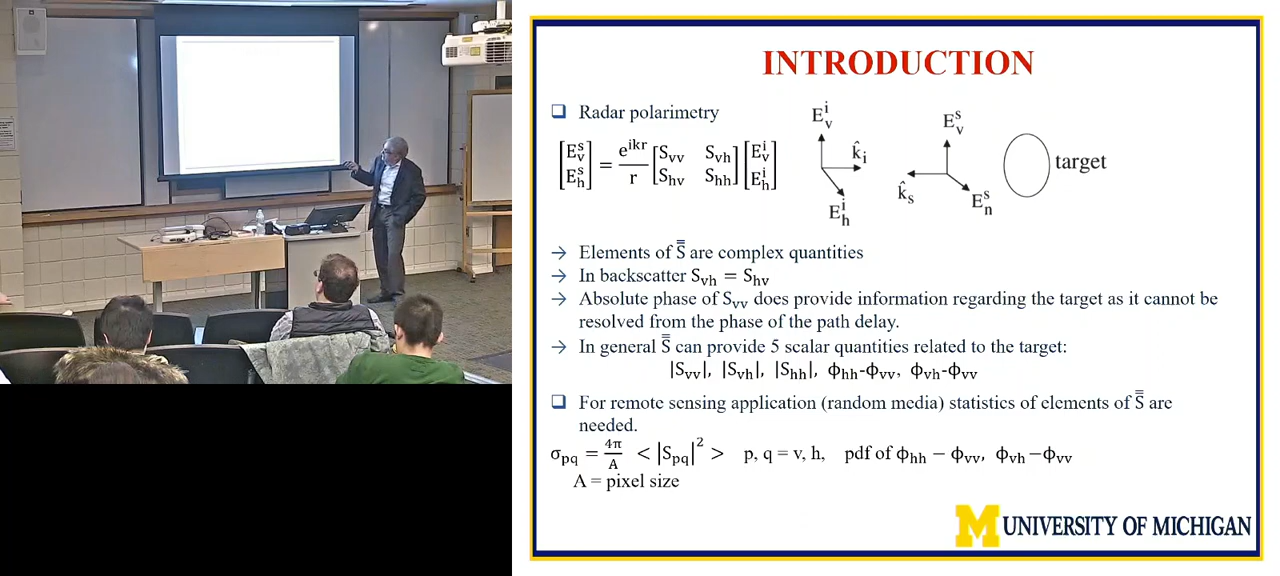 INTRODUCTION
❑ Radar polarimetry
[E_v^s E_h^s] = e^{ikr}/r [S_vv S_vh S_hv S_hh] [E_v^i E_h^i]
E_v^i
k̂_i
E_h^i
E_v^s
k̂_s
E_n^s
target
→ Elements of S̿ are complex quantities
→ In backscatter S_vh = S_hv
→ Absolute phase of S_vv does provide information regarding the target as it cannot be
resolved from the phase of the path delay.
→ In general S̿ can provide 5 scalar quantities related to the target:
|S_vv|, |S_vh|, |S_hh|, ϕ_hh-ϕ_vv, ϕ_vh-ϕ_vv
❑ For remote sensing application (random media) statistics of elements of S̿ are
needed.
σ_pq = 4π/A < |S_pq|^2 > p, q = v, h, pdf of ϕ_hh − ϕ_vv, ϕ_vh −ϕ_vv
A = pixel size
M UNIVERSITY OF MICHIGAN